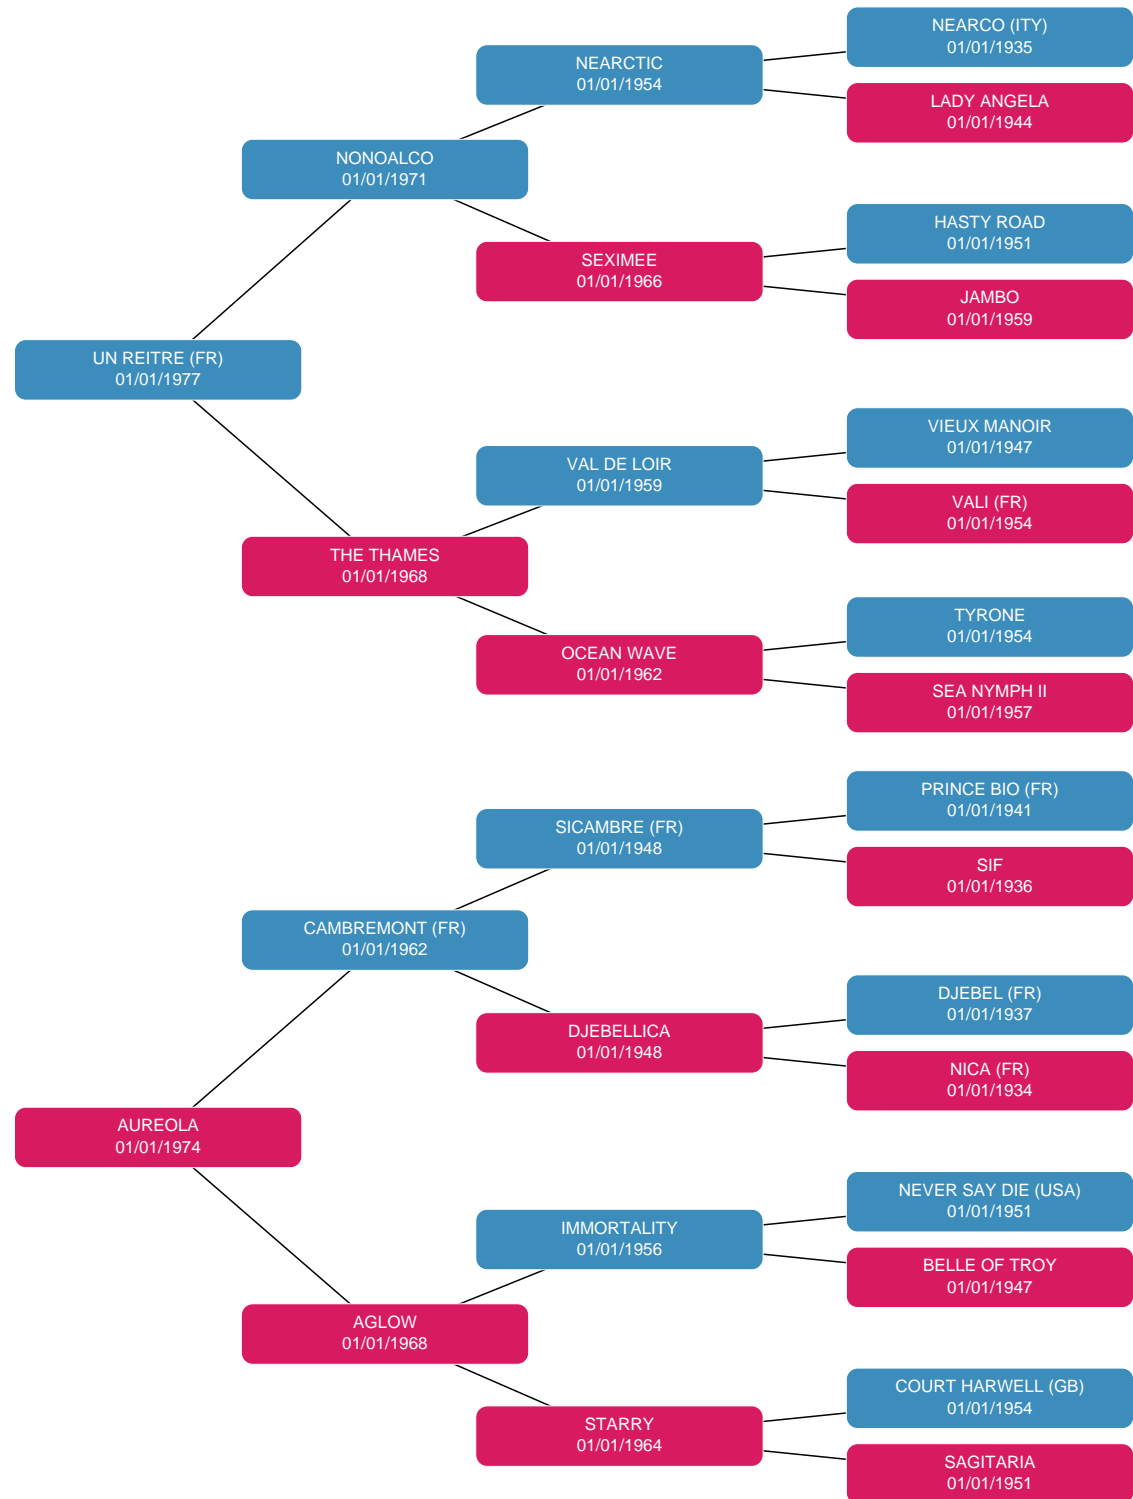 NEARCO (ITY)
01/01/1935
NEARCTIC
01/01/1954
LADY ANGELA
01/01/1944
NONOALCO
01/01/1971
HASTY ROAD
01/01/1951
SEXIMEE
01/01/1966
JAMBO
01/01/1959
UN REITRE (FR)
01/01/1977
VIEUX MANOIR
01/01/1947
VAL DE LOIR
01/01/1959
VALI (FR)
01/01/1954
THE THAMES
01/01/1968
TYRONE
01/01/1954
OCEAN WAVE
01/01/1962
SEA NYMPH II
01/01/1957
PRINCE BIO (FR)
01/01/1941
SICAMBRE (FR)
01/01/1948
SIF
01/01/1936
CAMBREMONT (FR)
01/01/1962
DJEBEL (FR)
01/01/1937
DJEBELLICA
01/01/1948
NICA (FR)
01/01/1934
AUREOLA
01/01/1974
NEVER SAY DIE (USA)
01/01/1951
IMMORTALITY
01/01/1956
BELLE OF TROY
01/01/1947
AGLOW
01/01/1968
COURT HARWELL (GB)
01/01/1954
STARRY
01/01/1964
SAGITARIA
01/01/1951